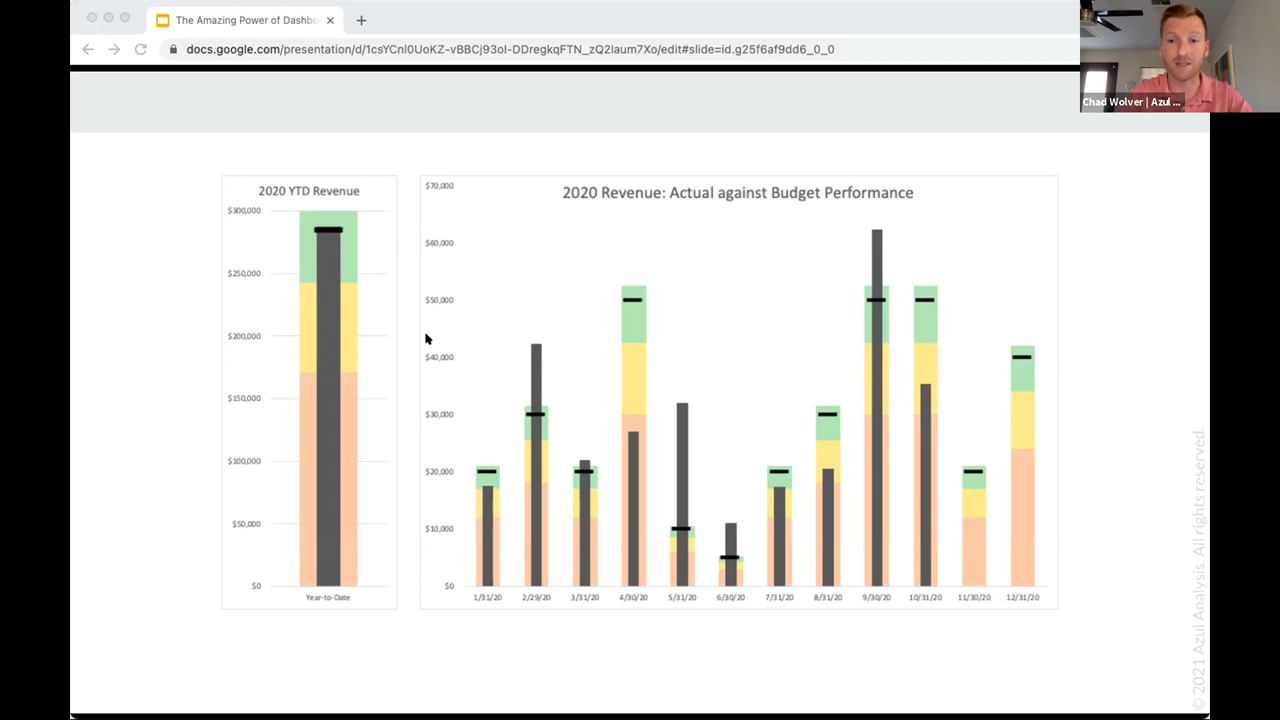 The Amazing Power of Dashbo
docs.google.com/presentation/d/1csYCnl0UoKZ-vBBCj93oI-DDregkqFTN_zQ2laum7Xo/edit#slide=id.g25f6af9dd6_0_0
Chad Wolver | Azul ...
2020 YTD Revenue
$300,000
$250,000
$200,000
$150,000
$100,000
$50,000
$0
Year-to-Date
2020 Revenue: Actual against Budget Performance
$70,000
$60,000
$50,000
$40,000
$30,000
$20,000
$10,000
$0
1/31/20 2/29/20 3/31/20 4/30/20 5/31/20 6/30/20 7/31/20 8/31/20 9/30/20 10/31/20 11/30/20 12/31/20
© 2021 Azul Analysis. All rights reserved.